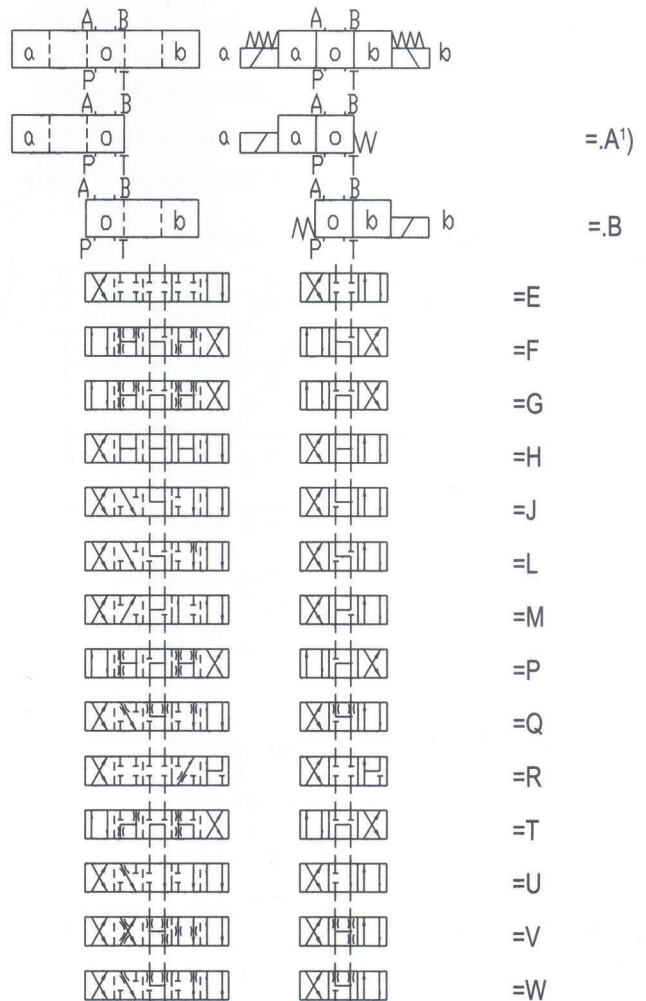 A B A B
a o b a a o b b
P T P T
A B A B
a o a a o =.A¹)
P T P T
A B A B
o b o b b =.B
P T P T
=E
=F
=G
=H
=J
=L
=M
=P
=Q
=R
=T
=U
=V
=W